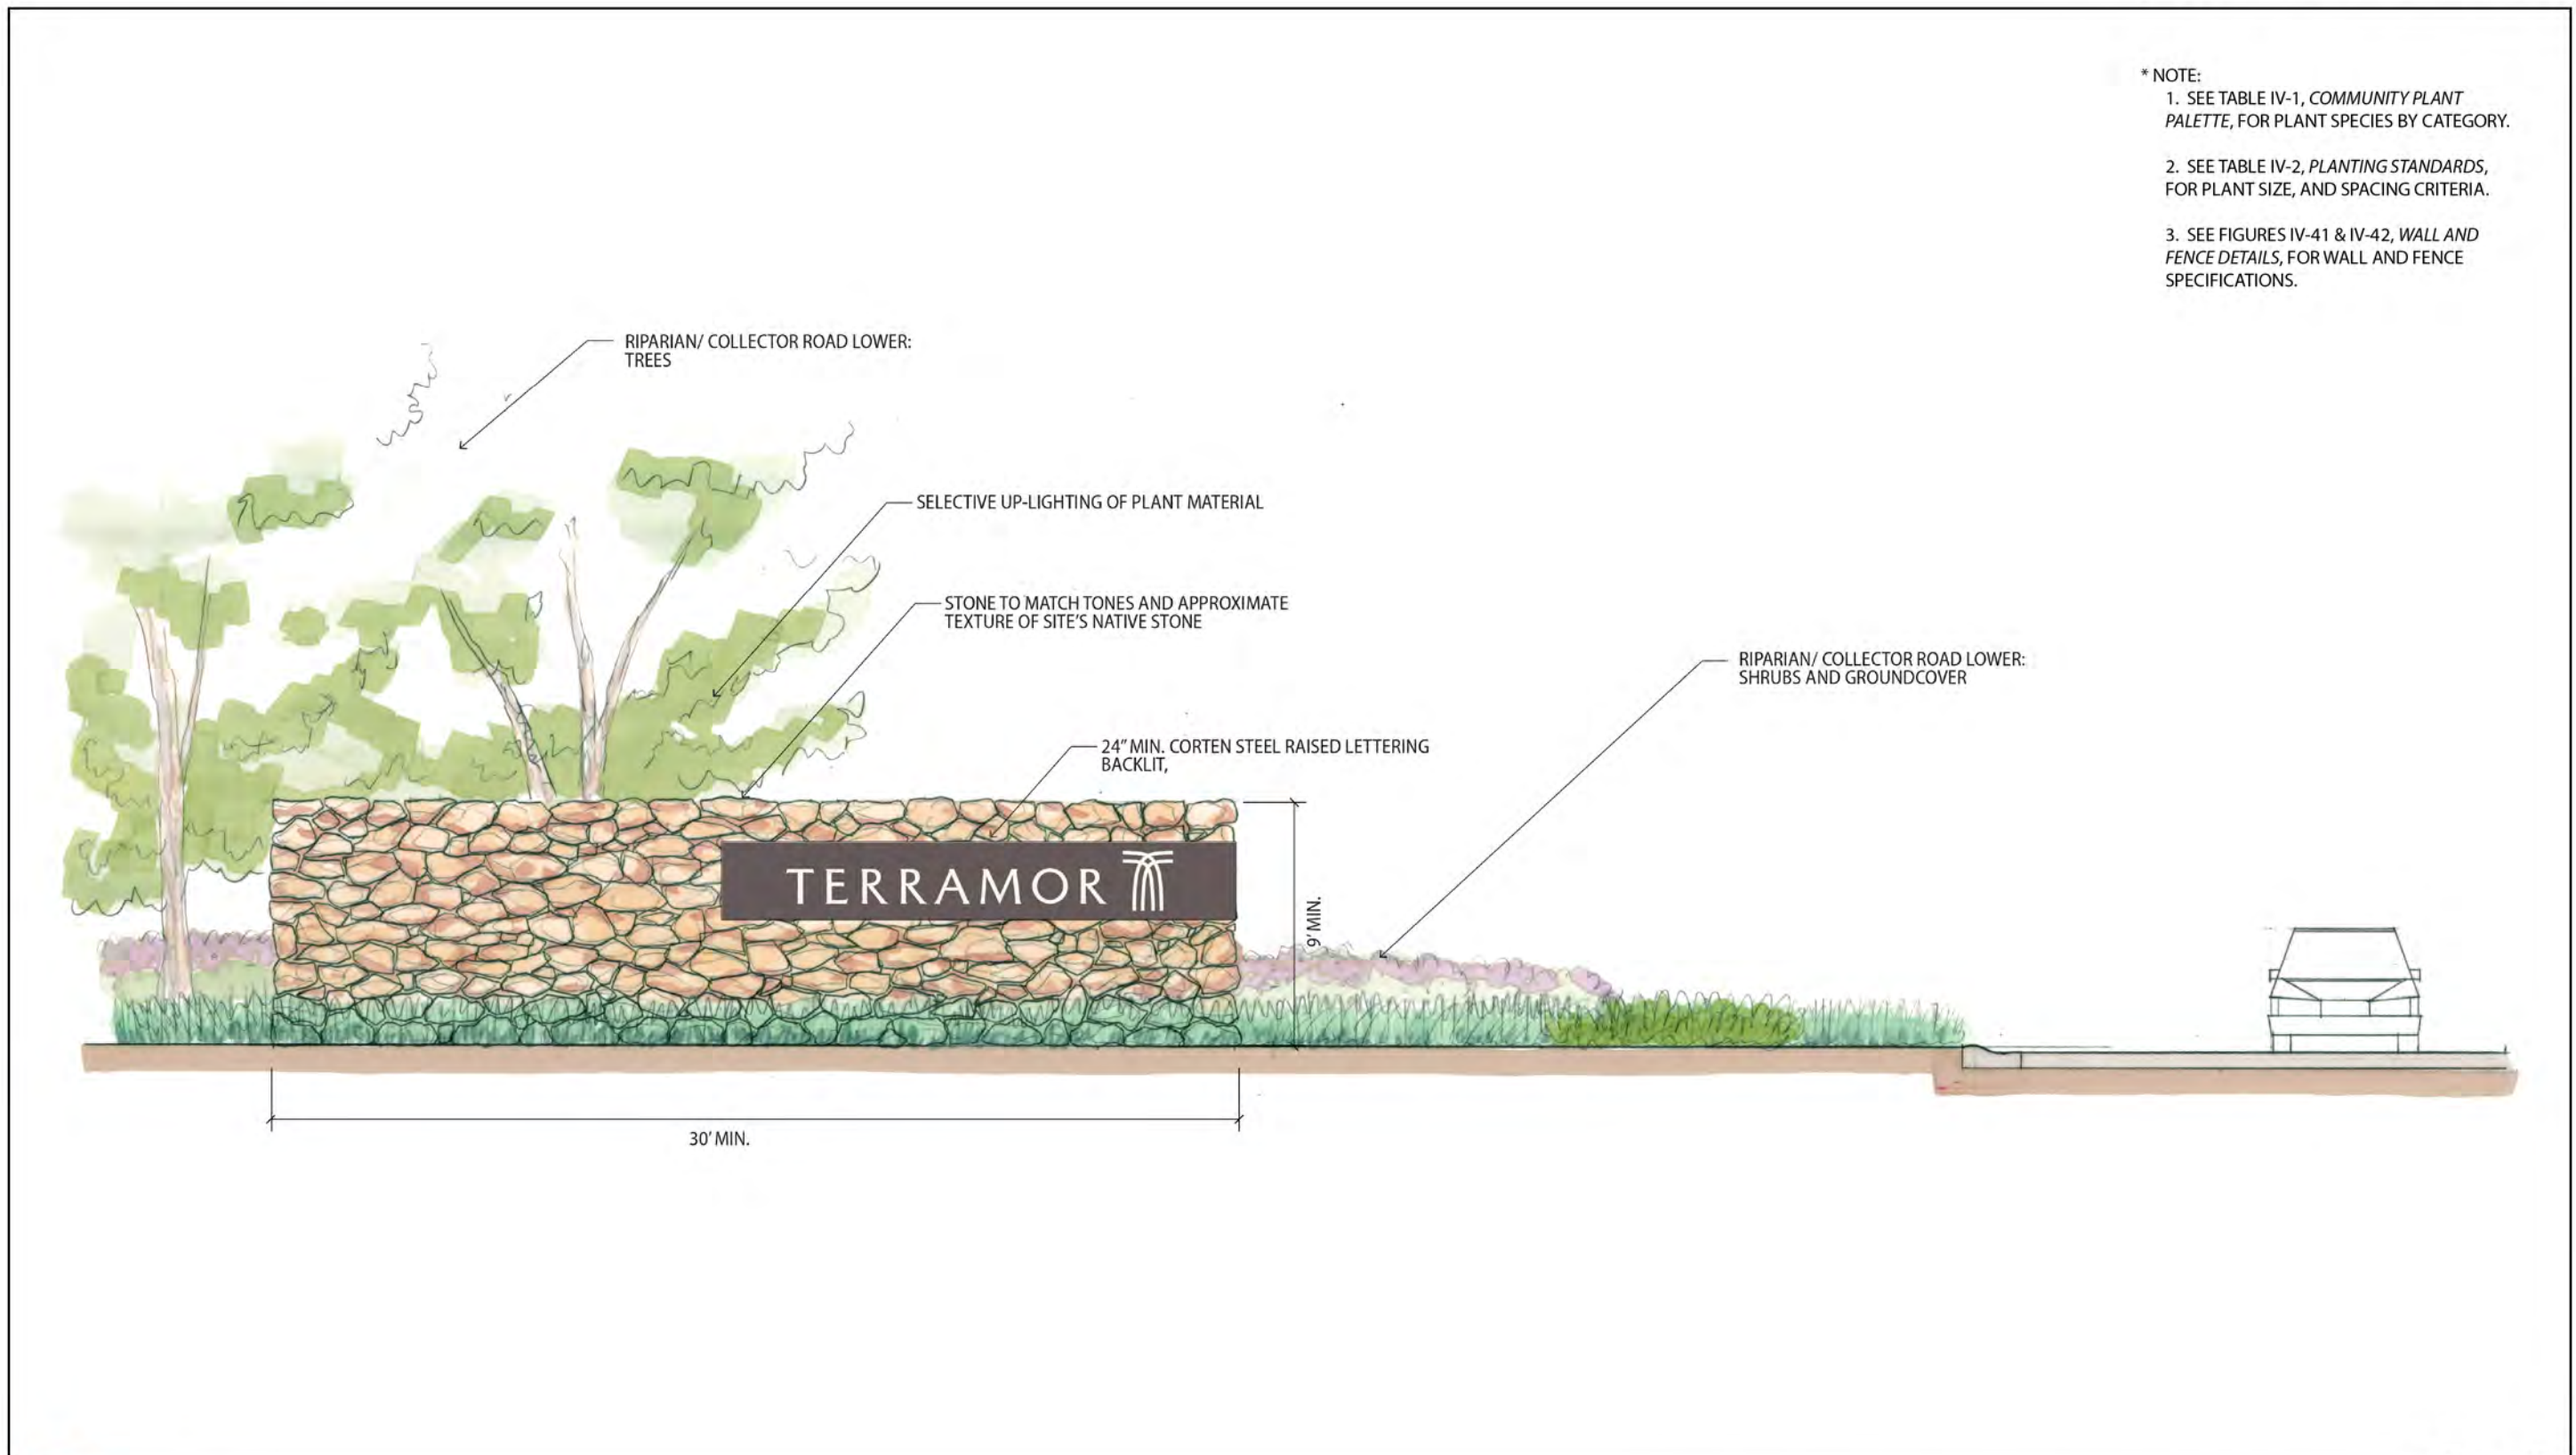 * NOTE:
1. SEE TABLE IV-1, COMMUNITY PLANT
PALETTE, FOR PLANT SPECIES BY CATEGORY.
2. SEE TABLE IV-2, PLANTING STANDARDS,
FOR PLANT SIZE, AND SPACING CRITERIA.
3. SEE FIGURES IV-41 & IV-42, WALL AND
FENCE DETAILS, FOR WALL AND FENCE
SPECIFICATIONS.
RIPARIAN/ COLLECTOR ROAD LOWER:
TREES
SELECTIVE UP-LIGHTING OF PLANT MATERIAL
STONE TO MATCH TONES AND APPROXIMATE
TEXTURE OF SITE'S NATIVE STONE
RIPARIAN/ COLLECTOR ROAD LOWER:
SHRUBS AND GROUNDCOVER
24" MIN. CORTEN STEEL RAISED LETTERING
BACKLIT,
TERRAMOR
9' MIN.
30' MIN.